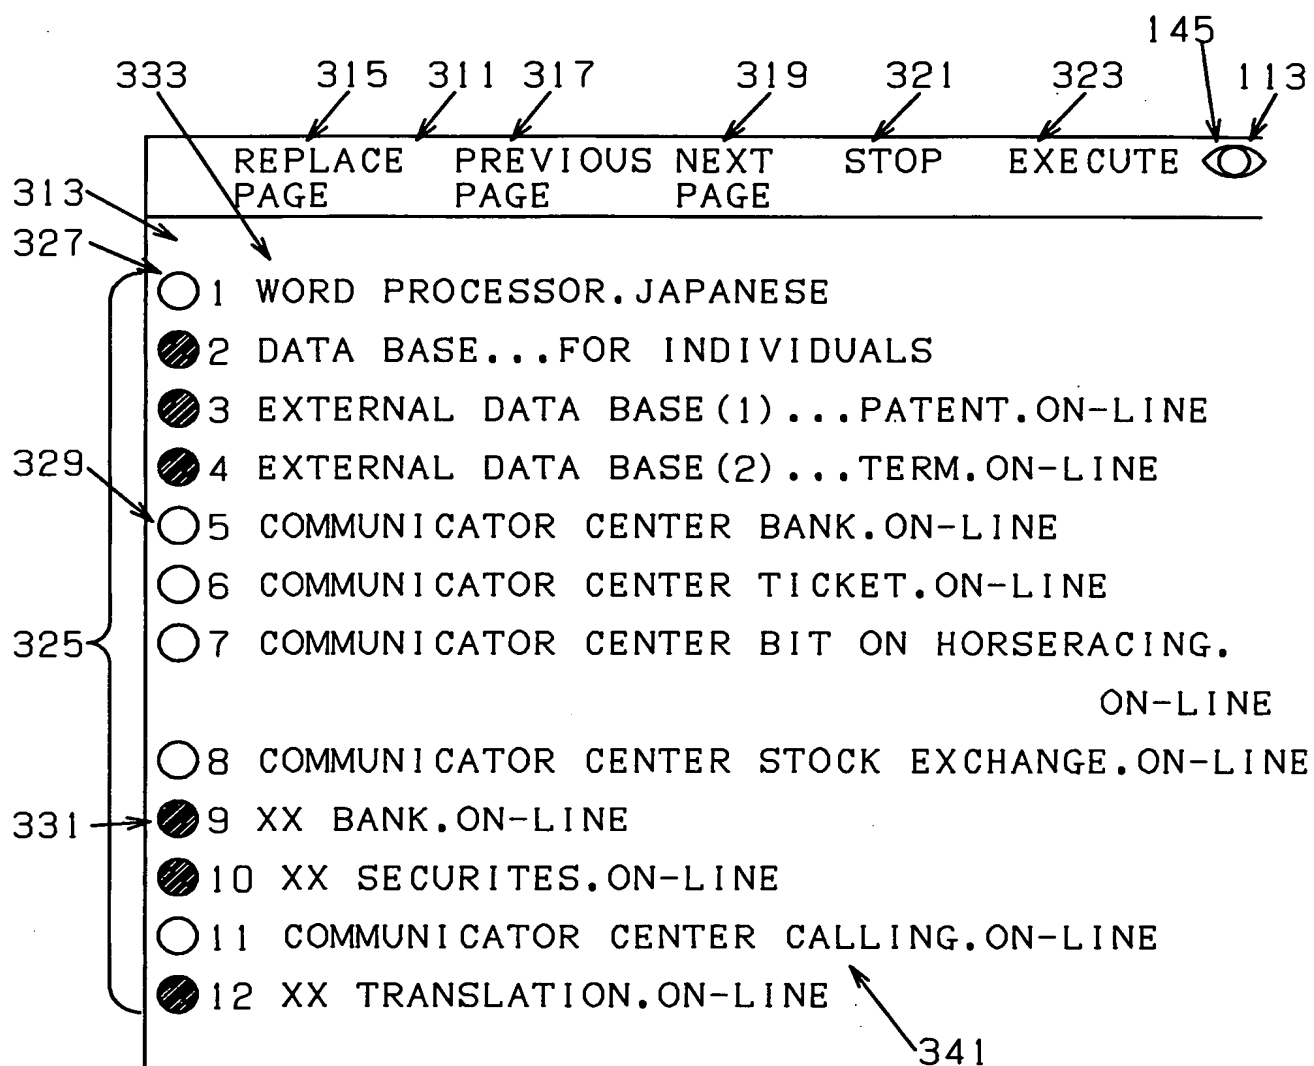 145
333 315 311 317 319 321 323 113
REPLACE PREVIOUS NEXT STOP EXECUTE
PAGE PAGE PAGE
313
327
1 WORD PROCESSOR.JAPANESE
2 DATA BASE...FOR INDIVIDUALS
3 EXTERNAL DATA BASE(1)...PATENT.ON-LINE
329
4 EXTERNAL DATA BASE(2)...TERM.ON-LINE
5 COMMUNICATOR CENTER BANK.ON-LINE
6 COMMUNICATOR CENTER TICKET.ON-LINE
325
7 COMMUNICATOR CENTER BIT ON HORSERACING.
ON-LINE
8 COMMUNICATOR CENTER STOCK EXCHANGE.ON-LINE
331
9 XX BANK.ON-LINE
10 XX SECURITES.ON-LINE
11 COMMUNICATOR CENTER CALLING.ON-LINE
12 XX TRANSLATION.ON-LINE
341